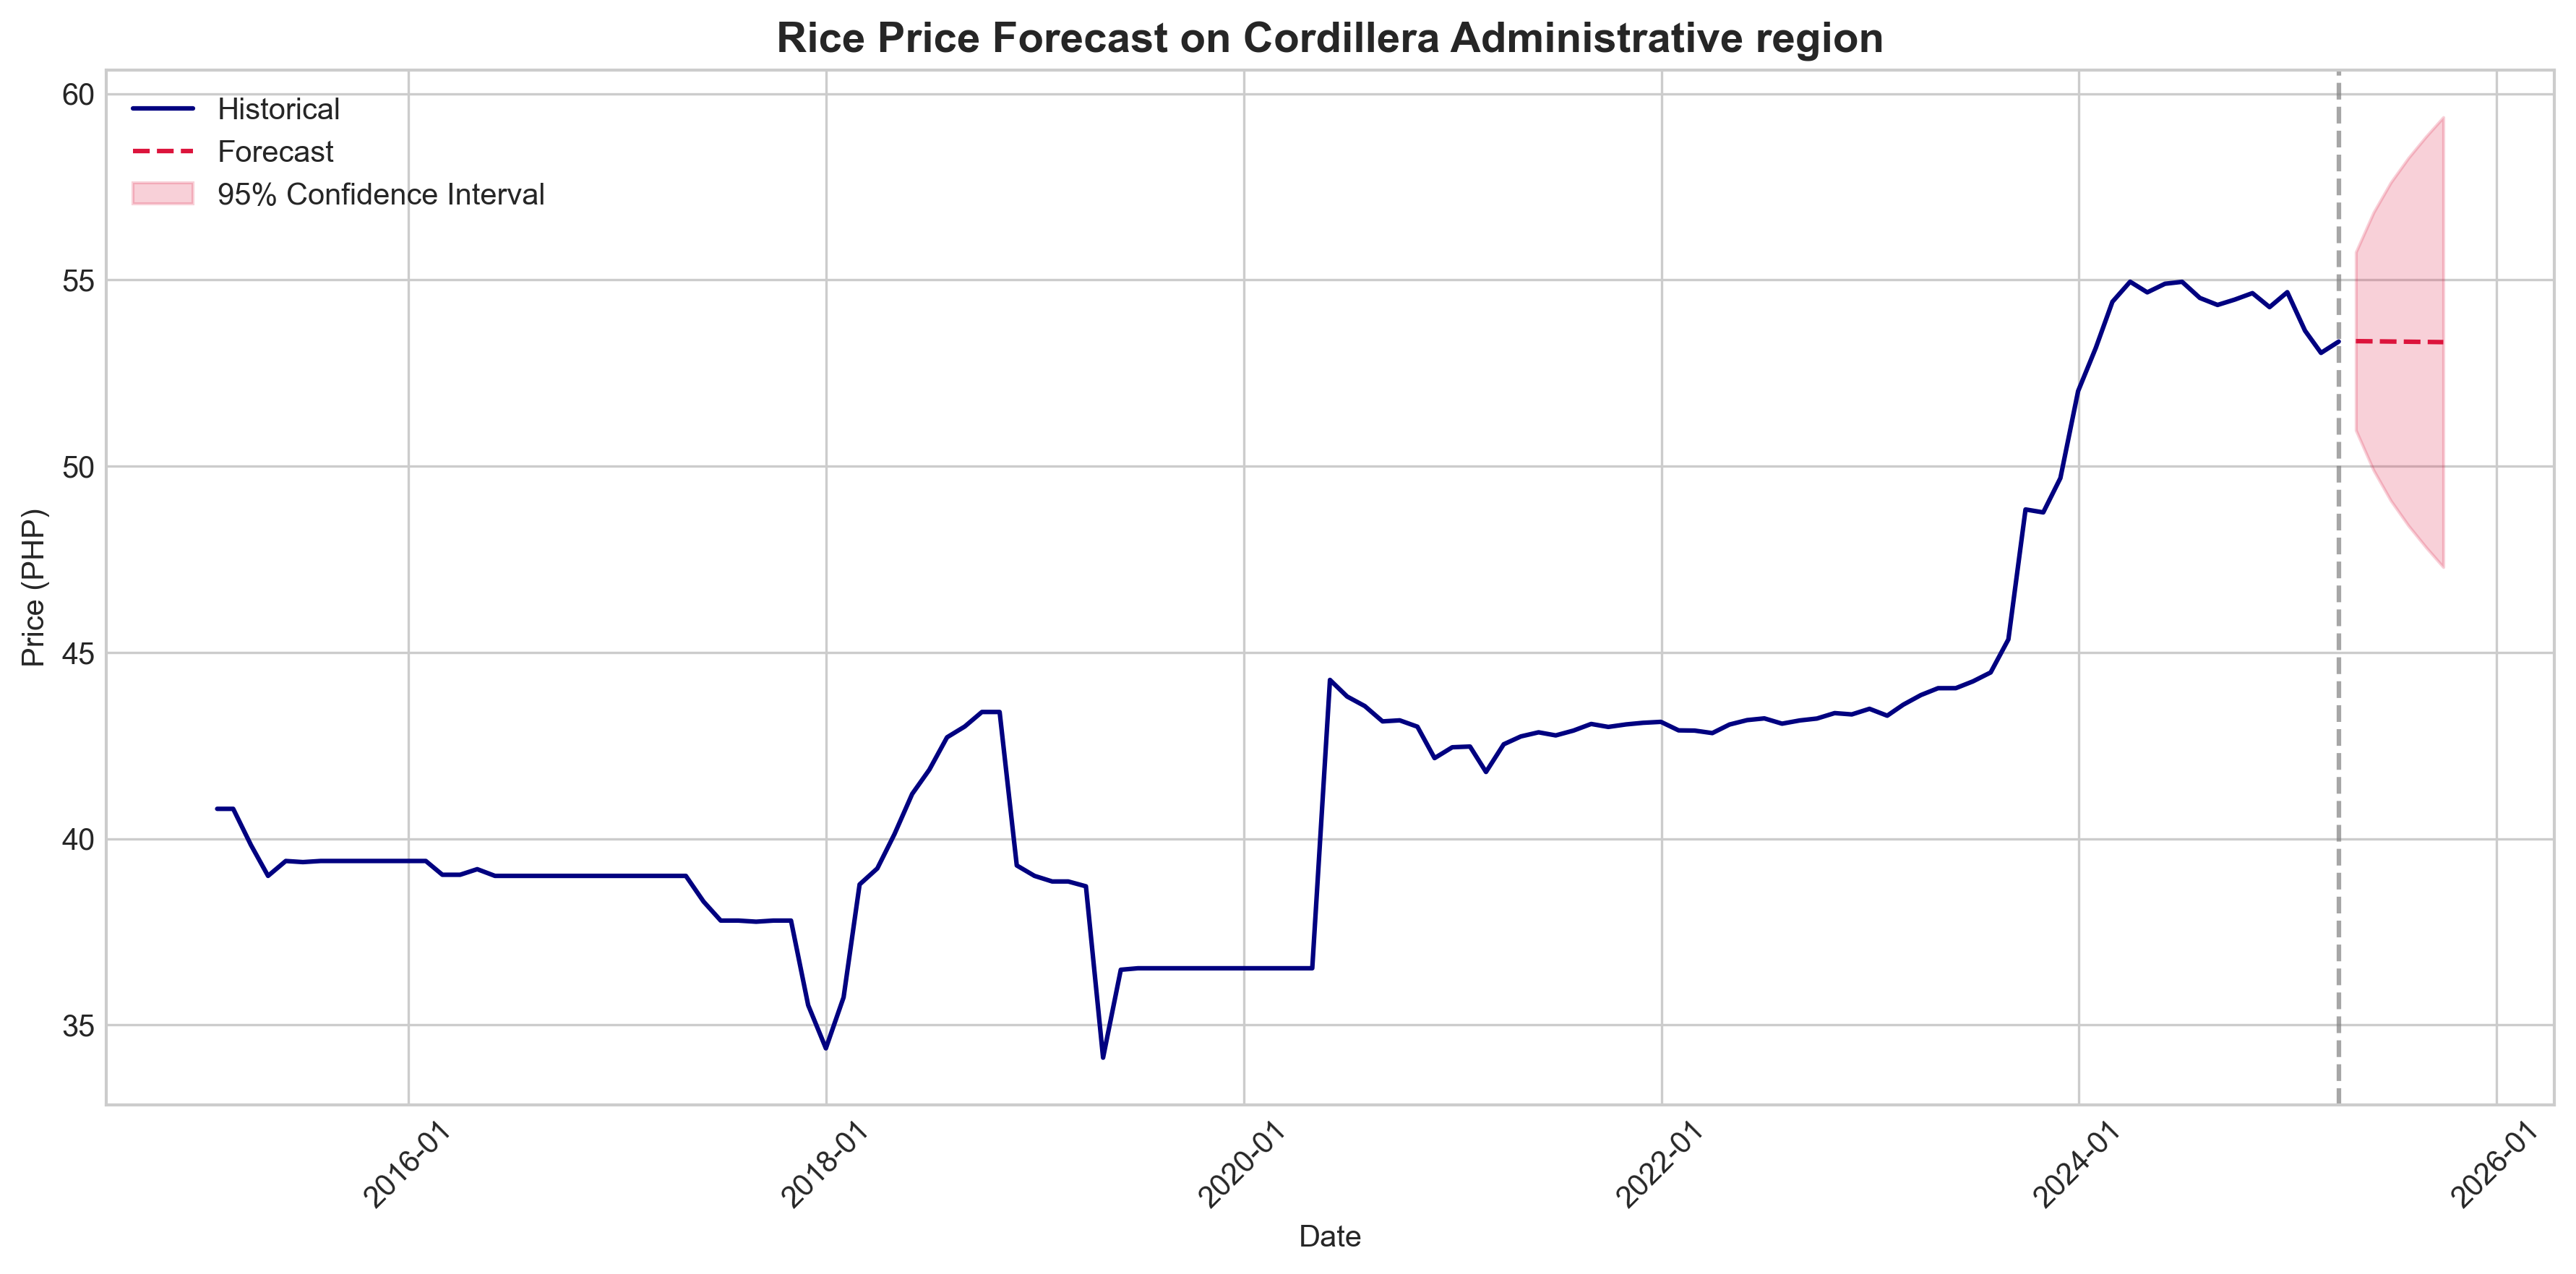 Rice Price Forecast on Cordillera Administrative region
Historical
Forecast
95% Confidence Interval
60
55
50
45
40
35
Price (PHP)
2016-01
2018-01
2020-01
2022-01
2024-01
2026-01
Date